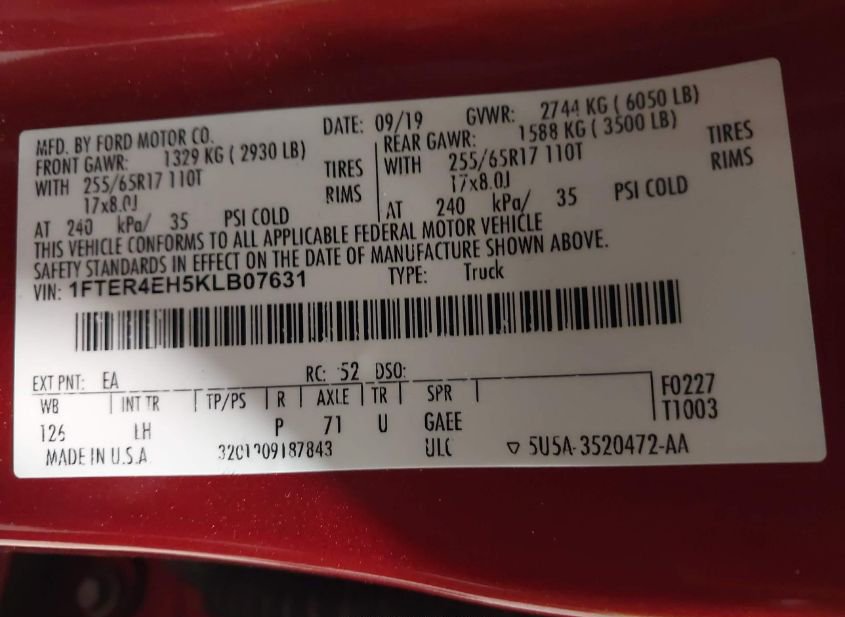 MFD. BY FORD MOTOR CO. DATE: 09/19 GVWR: 2744 KG ( 6050 LB)
FRONT GAWR: 1329 KG ( 2930 LB) REAR GAWR: 1588 KG ( 3500 LB)
WITH 255/65R17 110T TIRES WITH 255/65R17 110T TIRES
17x8.0J RIMS 17x8.0J RIMS
AT 240 kPa/ 35 PSI COLD AT 240 kPa/ 35 PSI COLD
THIS VEHICLE CONFORMS TO ALL APPLICABLE FEDERAL MOTOR VEHICLE
SAFETY STANDARDS IN EFFECT ON THE DATE OF MANUFACTURE SHOWN ABOVE.
VIN: 1FTER4EH5KLB07631 TYPE: Truck
EXT PNT: EA RC: 52 DSO:
WB INT TR TP/PS R AXLE TR SPR F0227
126 LH P 71 U GAEE T1003
MADE IN U.S.A ULC 5U5A-3520472-AA